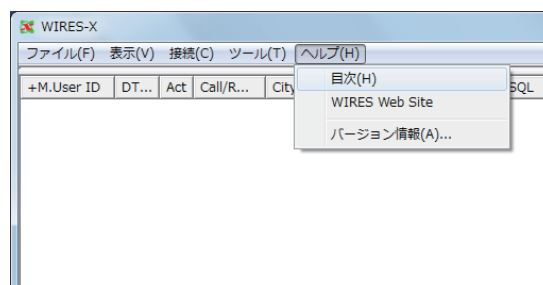 WIRES-X
ファイル(F) 表示(V) 接続(C) ツール(T) ヘルプ(H)
+M.User ID DT... Act Call/R... City SQL
目次(H)
WIRES Web Site
バージョン情報(A)...